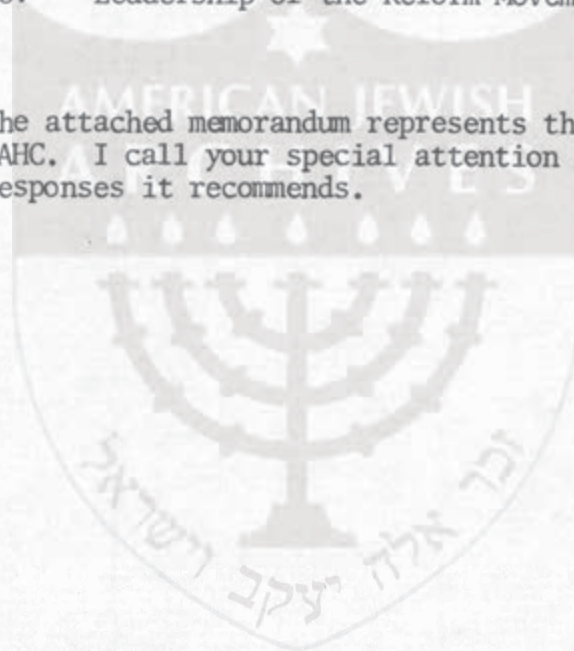 Leadership of the Reform
AMERICAN JEWISH
he attached memorandum represents th
AHC. I call your special attention
ARCHIVES
esponses it recommends.
זכר אלה יעקב וישראל